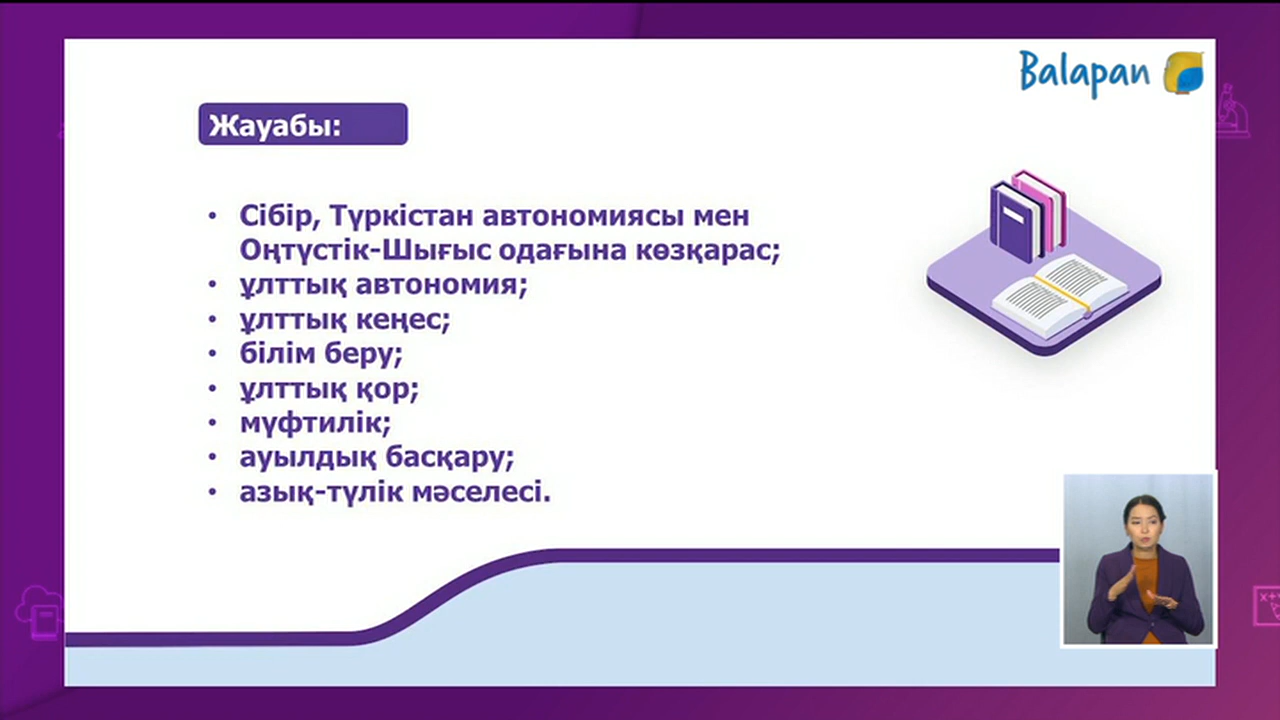 Balapan
Жауабы:
• Сібір, Түркістан автономиясы мен
Оңтүстік-Шығыс одағына көзқарас;
• ұлттық автономия;
• ұлттық кеңес;
• білім беру;
• ұлттық қор;
• мүфтилік;
• ауылдық басқару;
• азық-түлік мәселесі.